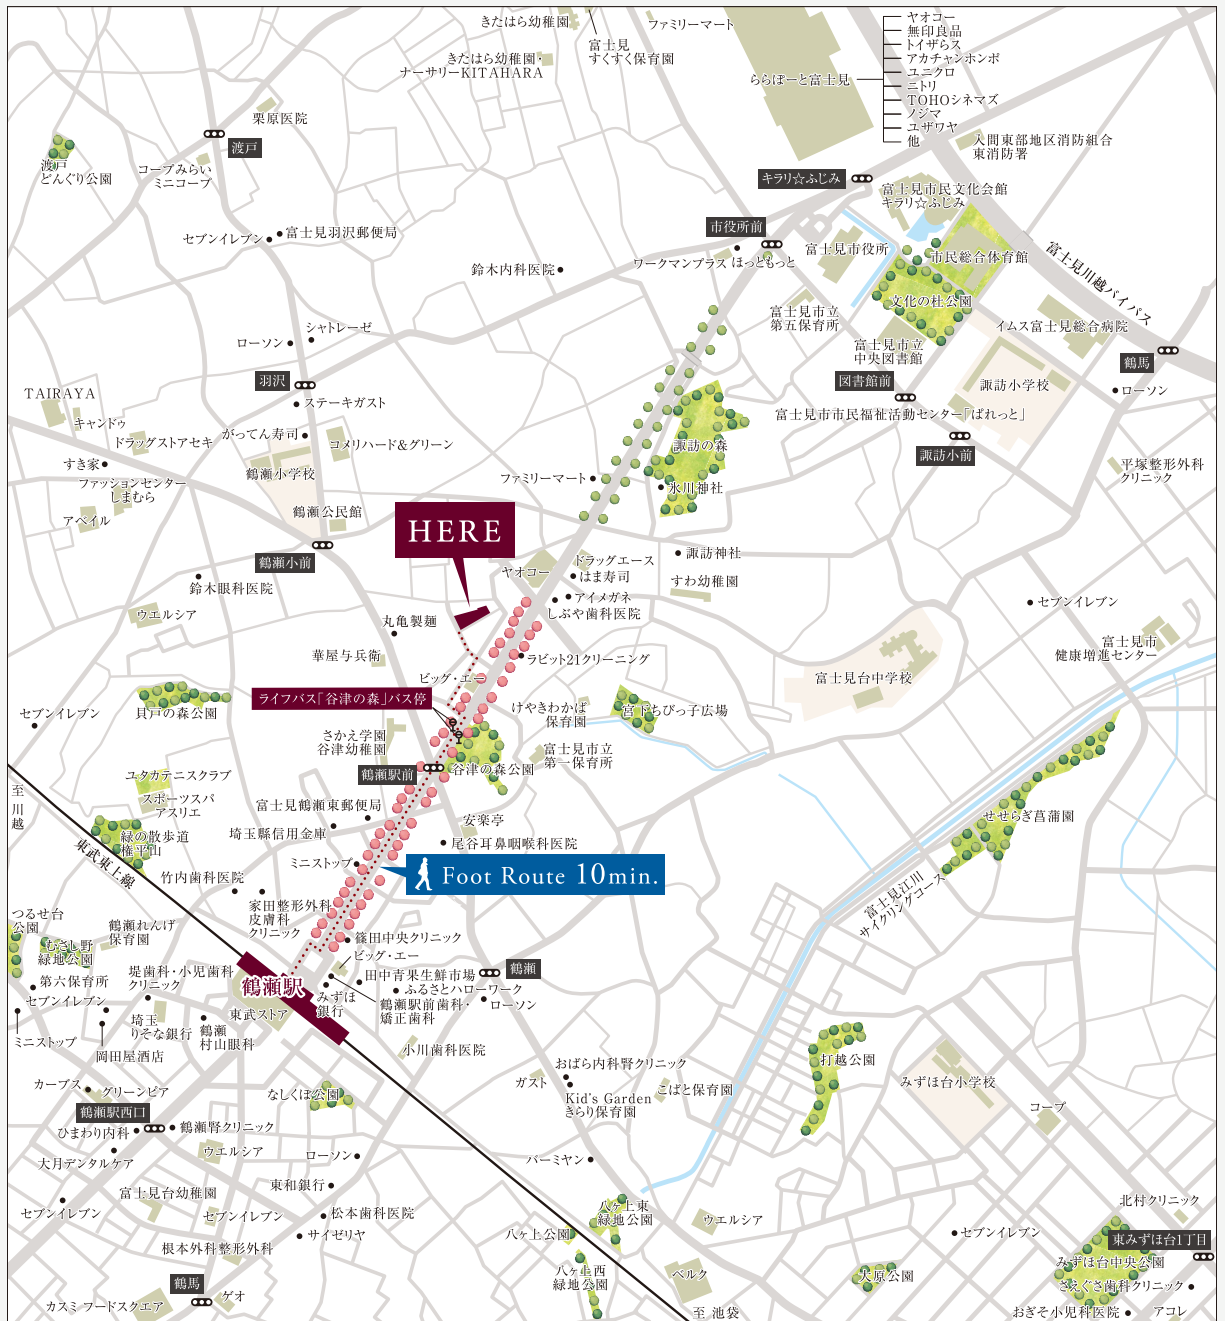 きたはら幼稚園
ファミリーマート
富士見
すくすく保育園
きたはら幼稚園・
ナーサリーKITAHARA
ららぽーと富士見
ヤオコー
無印良品
トイザらス
アカチャンホンポ
ユニクロ
ニトリ
TOHOシネマズ
ノジマ
ユザワヤ
他
入間東部地区消防組合
東消防署
栗原医院
渡戸
渡戸
どんぐり公園
コープみらい
ミニコープ
キラリ☆ふじみ
富士見市民文化会館
キラリ☆ふじみ
市役所前
セブンイレブン
富士見羽沢郵便局
鈴木内科医院
ワークマンプラス
ほっともっと
富士見市役所
市民総合体育館
富士見川越バイパス
文化の杜公園
富士見市立
第五保育所
イムス富士見総合病院
富士見市立
中央図書館
シャトレーゼ
ローソン
羽沢
ステーキガスト
図書館前
諏訪小学校
鶴馬
ローソン
TAIRAYA
キャンドゥ
ドラッグストアセキ
がってん寿司
コメリハード&グリーン
富士見市市民福祉活動センター「ぱれっと」
諏訪小前
諏訪の森
すき家
ファッションセンター
しまむら
鶴瀬小学校
ファミリーマート
氷川神社
平塚整形外科
クリニック
アベイル
鶴瀬公民館
HERE
鶴瀬小前
ヤオコー
ドラッグエース
はま寿司
諏訪神社
すわ幼稚園
アイメガネ
しぶや歯科医院
セブンイレブン
鈴木眼科医院
ウエルシア
丸亀製麺
華屋与兵衛
ラビット21クリーニング
ビッグ・エー
富士見市
健康増進センター
富士見台中学校
ライフバス「谷津の森」バス停
けやきわかば
保育園
宮下ちびっ子広場
貝戸の森公園
セブンイレブン
さかえ学園
谷津幼稚園
富士見市立
第一保育所
鶴瀬駅前
谷津の森公園
ユタカテニスクラブ
スポーツスパ
アスリエ
至川越
富士見鶴瀬東郵便局
埼玉縣信用金庫
安楽亭
尾谷耳鼻咽喉科医院
せせらぎ菖蒲園
緑の散歩道
権平山
東武東上線
ミニストップ
Foot Route 10min.
竹内歯科医院
家田整形外科
皮膚科
クリニック
富士見江川
サイクリングコース
つるせ台
公園
鶴瀬れんげ
保育園
むさし野
緑地公園
篠田中央クリニック
ビッグ・エー
第六保育所
堤歯科・小児歯科
クリニック
鶴瀬駅
田中青果生鮮市場
鶴瀬
ふるさとハローワーク
みずほ
銀行
鶴瀬駅前歯科・
矯正歯科
ローソン
セブンイレブン
東武ストア
埼玉
りそな銀行
鶴瀬
村山眼科
ミニストップ
岡田屋酒店
小川歯科医院
おばら内科腎クリニック
打越公園
みずほ台小学校
カーブス
グリーンピア
なしくぼ公園
ガスト
Kid's Garden
きらり保育園
こばと保育園
コープ
鶴瀬駅西口
ひまわり内科
鶴瀬腎クリニック
大月デンタルケア
ウエルシア
ローソン
バーミヤン
富士見台幼稚園
東和銀行
セブンイレブン
セブンイレブン
松本歯科医院
サイゼリヤ
八ヶ上東
緑地公園
八ヶ上公園
ウエルシア
北村クリニック
セブンイレブン
東みずほ台1丁目
根本外科整形外科
みずほ台中央公園
八ヶ上西
緑地公園
ベルク
大原公園
さえぐさ歯科クリニック
鶴馬
ゲオ
カスミ フードスクエア
至 池袋
おぎそ小児科医院
アコレ